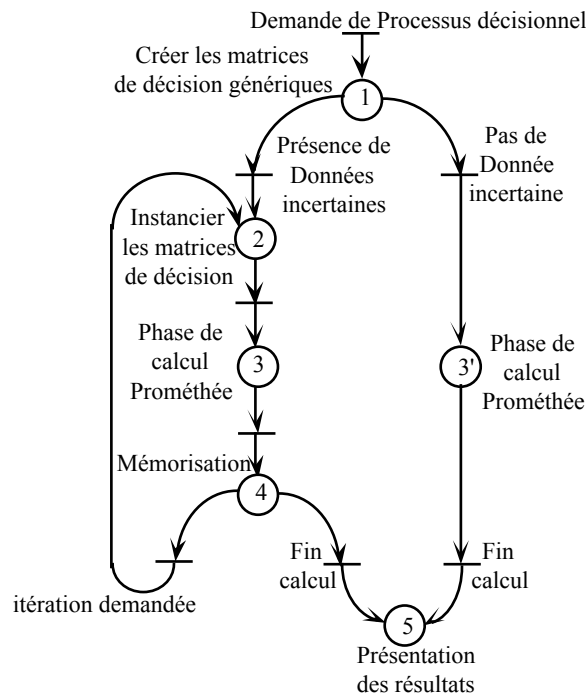 Demande de Processus décisionnel
Créer les matrices
de décision génériques
1
Présence de
Données
incertaines
Pas de
Donnée
incertaine
Instancier
les matrices
de décision
2
Phase de
calcul
Prométhée
3
3'
Phase de
calcul
Prométhée
Mémorisation
4
itération demandée
Fin
calcul
Fin
calcul
5
Présentation
des résultats